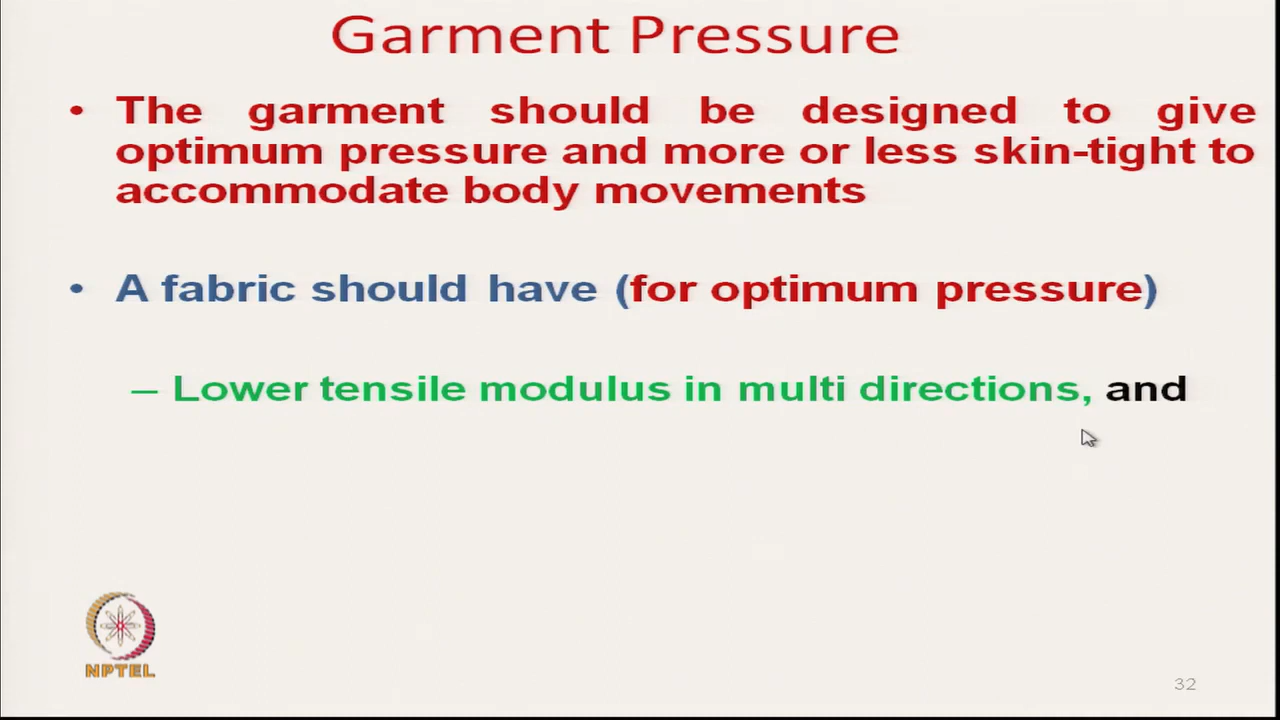 Garment Pressure
• The garment should be designed to give
optimum pressure and more or less skin-tight to
accommodate body movements
• A fabric should have (for optimum pressure)
– Lower tensile modulus in multi directions, and
NPTEL
32